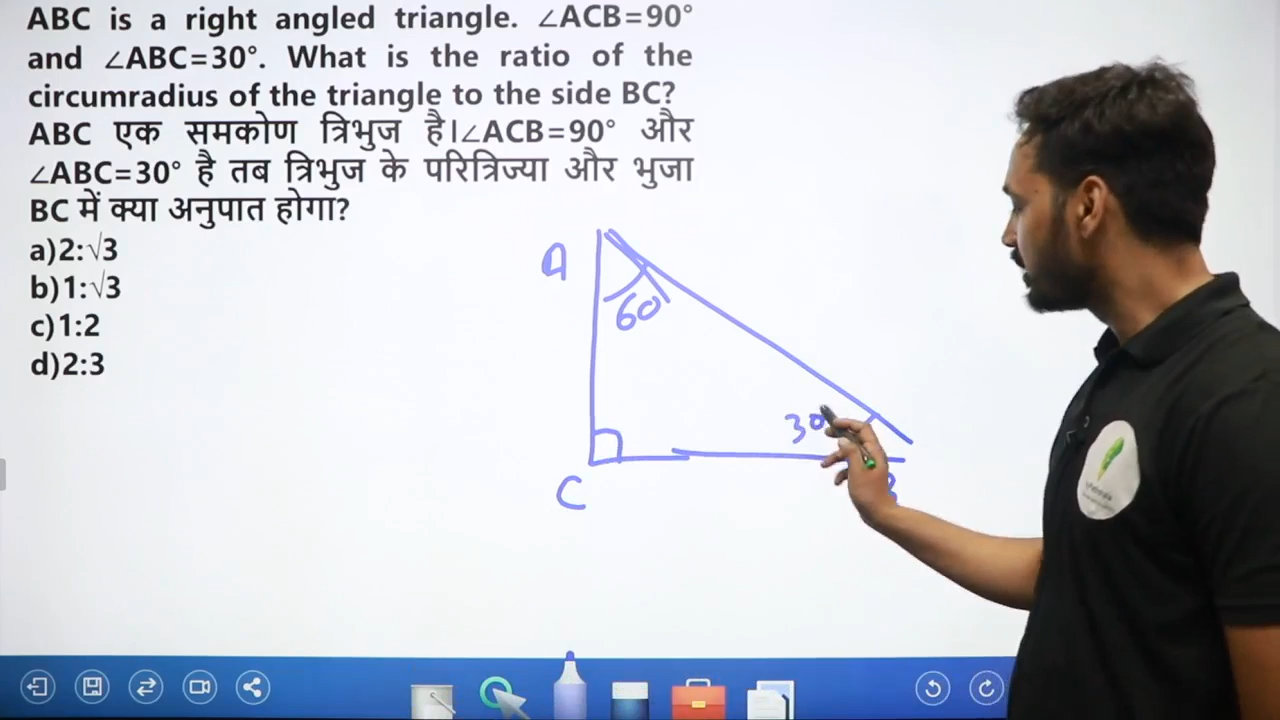 ABC is a right angled triangle. ∠ACB=90°
and ∠ABC=30°. What is the ratio of the
circumradius of the triangle to the side BC?
ABC एक समकोण त्रिभुज है।∠ACB=90° और
∠ABC=30° है तब त्रिभुज के परित्रिज्या और भुजा
BC में क्या अनुपात होगा?
a)2:√3
b)1:√3
c)1:2
d)2:3
A
60
30
C